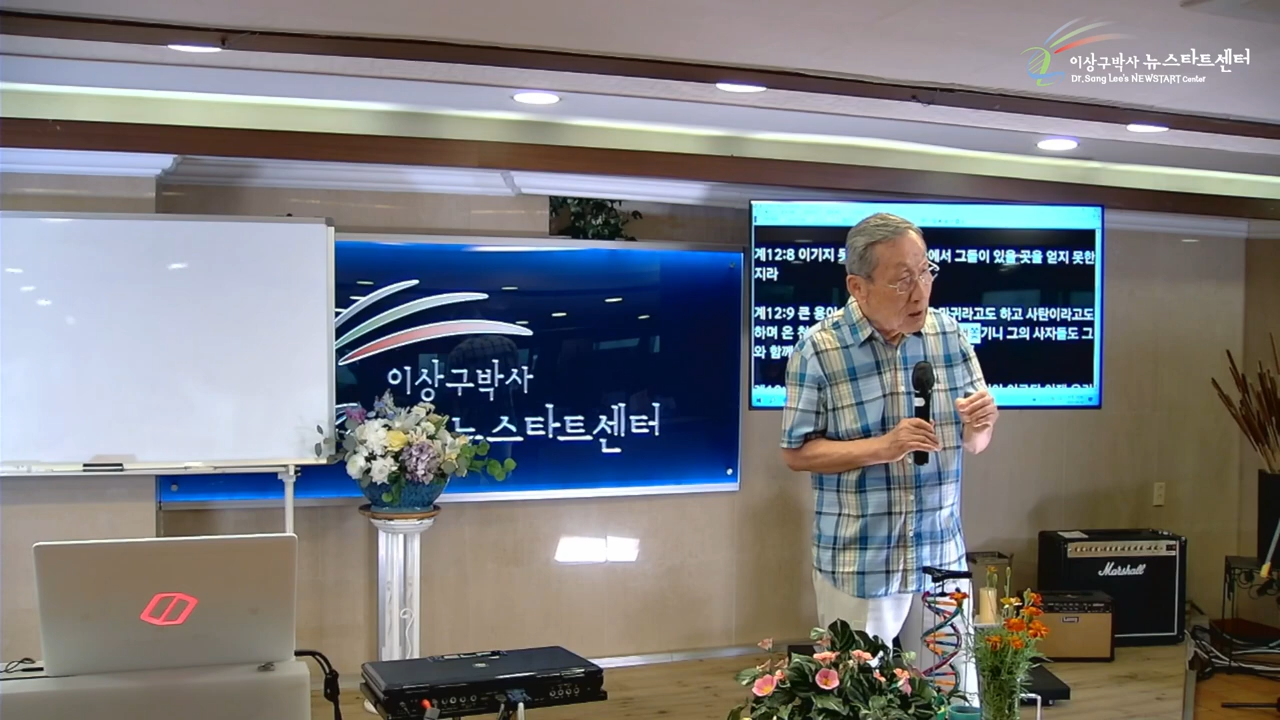 이상구박사 뉴스타트센터
Dr. Sang Lee's NEWSTART Center
계12:8 이기지 에서 그들이 있을 곳을 얻지 못한
지라
계12:9 큰 용이 마귀라고도 하고 사탄이라고도
하며 온 기니 그의 사자들도 그
와 함께
이상구박사
뉴스타트센터
Marshall
Laney